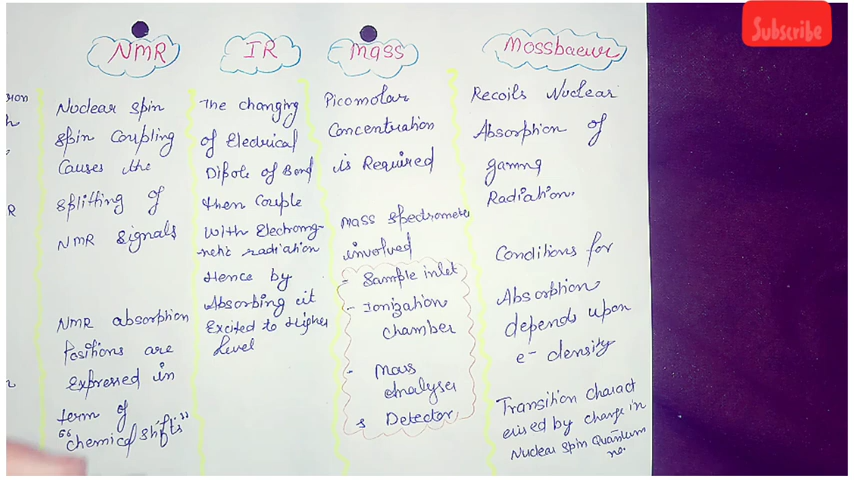 Subscribe
NMR
IR
Mass
Mossbaeur
Nuclear spin
spin coupling
causes the
splitting of
NMR signals
NMR absorption
Positions are
expressed in
term of
"chemical shifts"
The changing
of Electrical
Dipole of Bond
then couple
with Electromg-
netic radiation
Hence by
Absorbing it
Excited to Higher
level
Picomolar
Concentration
is Required
Mass spectrometer
involved
- Sample inlet
- Ionization
chamber
- Mass
Analyser
Detector
Recoils Nuclear
Absorption of
gamma
Radiation.
Conditions for
Absorption
depends upon
e- density
Transition charact
erised by change in
Nuclear spin Quantum
no.